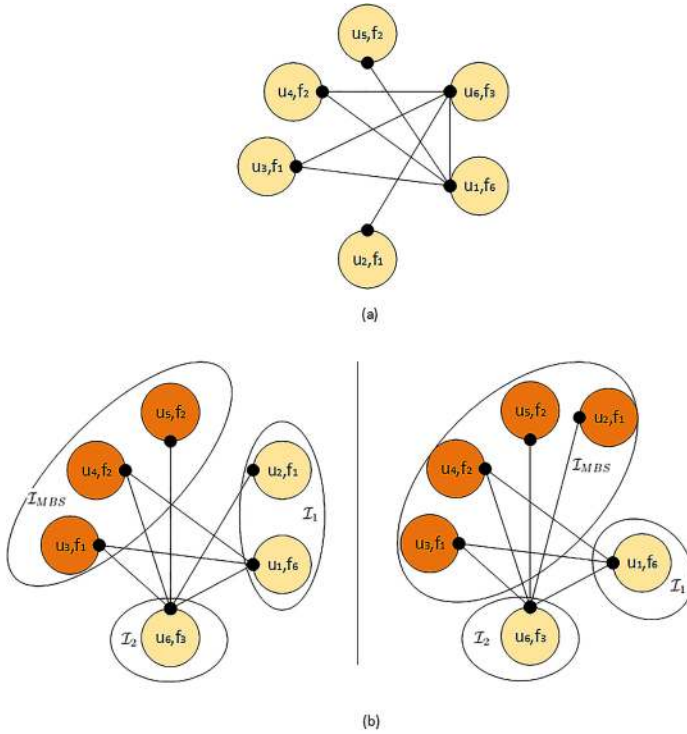 u₅,f₂
u₄,f₂
u₆,f₃
u₃,f₁
u₁,f₆
u₂,f₁
(a)
u₅,f₂
u₄,f₂
u₂,f₁
I_MBS
I₁
u₃,f₁
u₁,f₆
I₂
u₆,f₃
u₅,f₂
u₂,f₁
u₄,f₂
I_MBS
u₃,f₁
u₁,f₆
I₁
I₂
u₆,f₃
(b)